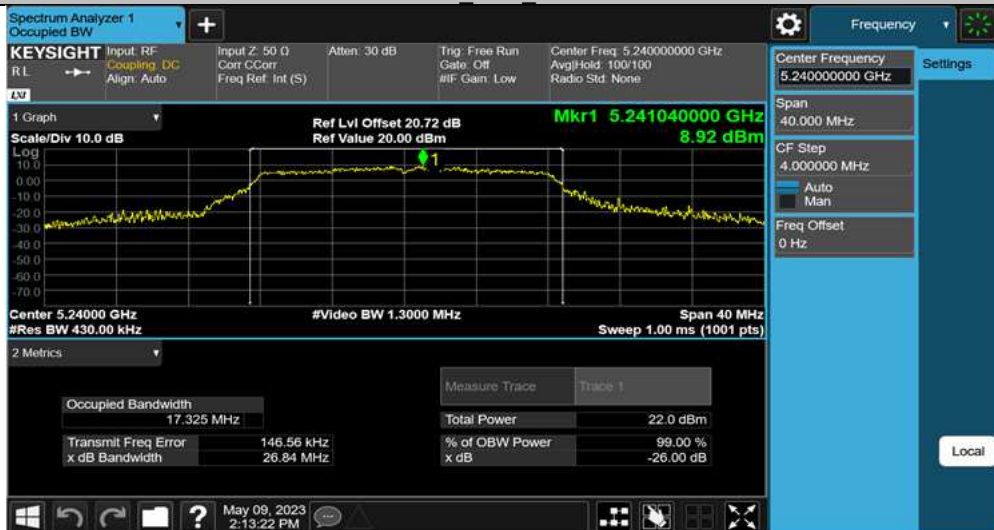 Spectrum Analyzer 1
Occupied BW
+
Frequency
KEYSIGHT
RL
LXI
Input: RF
Coupling: DC
Align: Auto
Input Z: 50 Ω
Corr CCorr
Freq Ref: Int (S)
Atten: 30 dB
Trig: Free Run
Gate: Off
#IF Gain: Low
Center Freq: 5.240000000 GHz
Avg|Hold: 100/100
Radio Std: None
Center Frequency
5.240000000 GHz
Settings
Span
40.000 MHz
CF Step
4.000000 MHz
Auto
Man
Freq Offset
0 Hz
Local
1 Graph
Scale/Div 10.0 dB
Ref Lvl Offset 20.72 dB
Ref Value 20.00 dBm
Mkr1 5.241040000 GHz
8.92 dBm
Log
10.0
0.00
-10.0
-20.0
-30.0
-40.0
-50.0
-60.0
-70.0
1
Center 5.24000 GHz
#Res BW 430.00 kHz
#Video BW 1.3000 MHz
Span 40 MHz
Sweep 1.00 ms (1001 pts)
2 Metrics
Measure Trace Trace 1
Occupied Bandwidth
17.325 MHz
Total Power 22.0 dBm
Transmit Freq Error 146.56 kHz
% of OBW Power 99.00 %
x dB Bandwidth 26.84 MHz
x dB -26.00 dB
?
May 09, 2023
2:13:22 PM